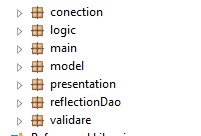 conection
logic
main
model
presentation
reflectionDao
validare